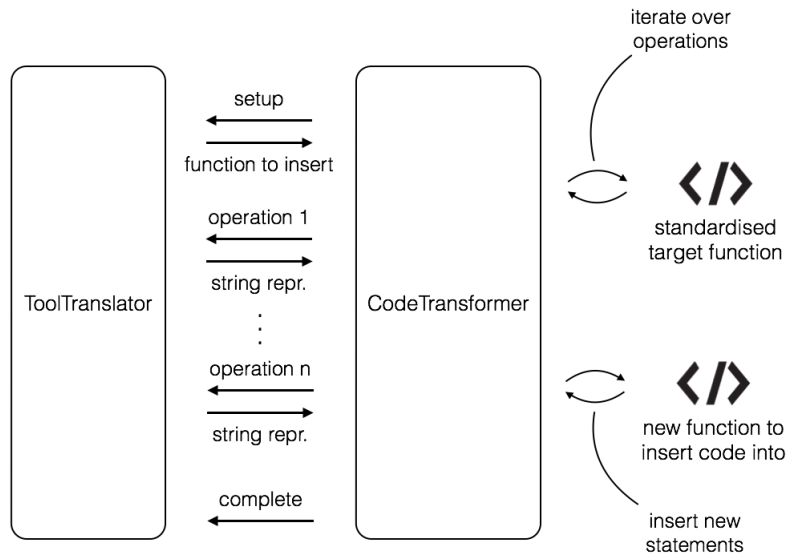 iterate over
operations
setup
function to insert
operation 1
string repr.
ToolTranslator
CodeTransformer
</>
standardised
target function
operation n
string repr.
</>
new function to
insert code into
complete
insert new
statements